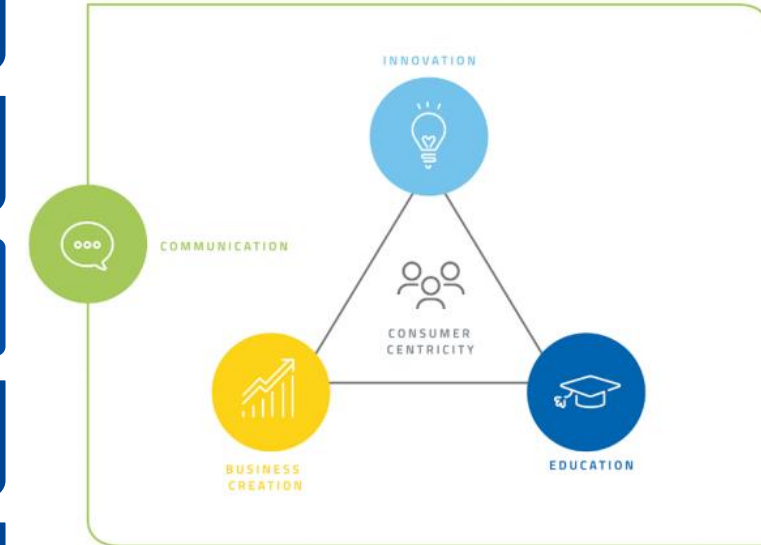 INNOVATION
COMMUNICATION
CONSUMER
CENTRICITY
BUSINESS
CREATION
EDUCATION